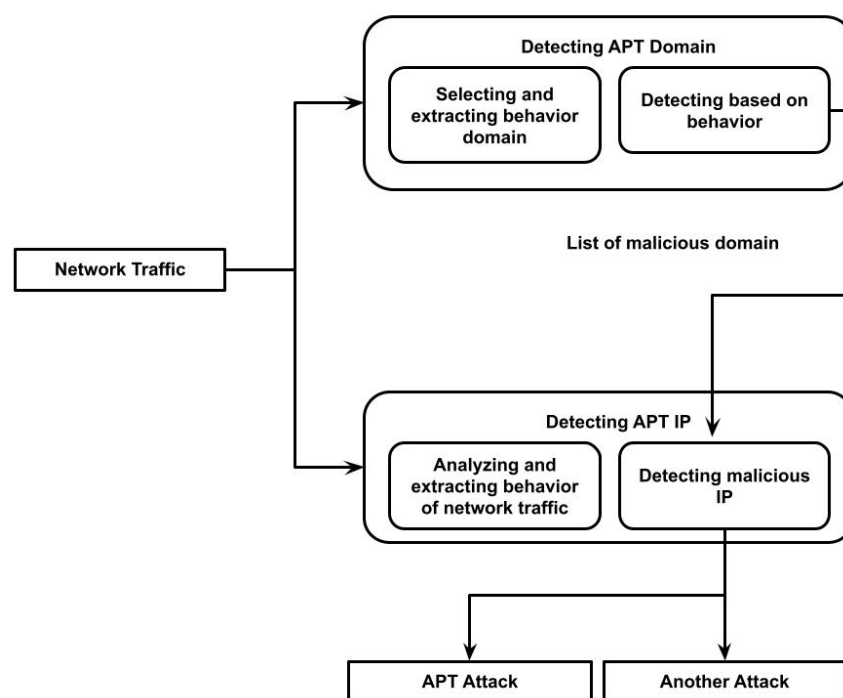 Detecting APT Domain
Selecting and
extracting behavior
domain
Detecting based on
behavior
List of malicious domain
Network Traffic
Detecting APT IP
Analyzing and
extracting behavior
of network traffic
Detecting malicious
IP
APT Attack
Another Attack